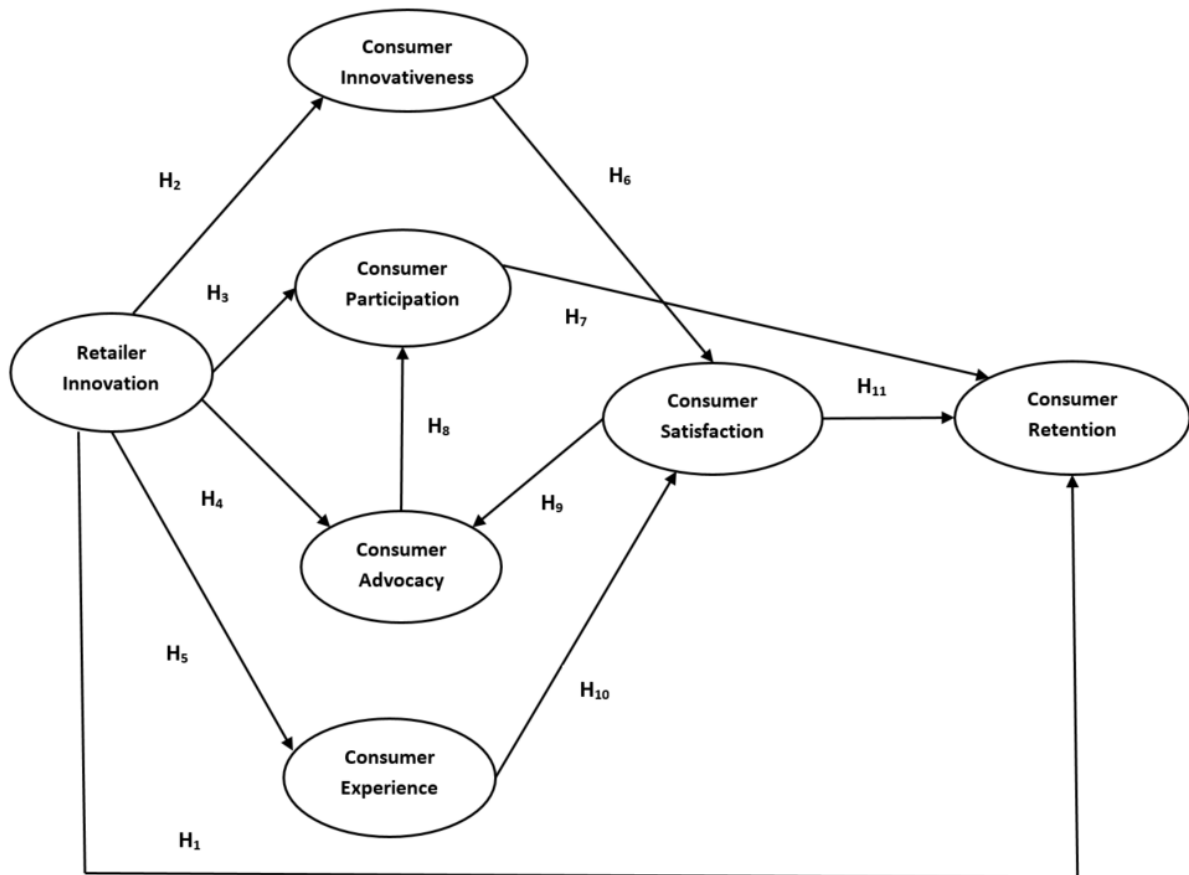 Consumer
Innovativeness
H₂
H₆
Consumer
Participation
H₃
H₇
Retailer
Innovation
Consumer
Satisfaction
H₁₁
Consumer
Retention
H₈
H₄
H₉
Consumer
Advocacy
H₅
H₁₀
Consumer
Experience
H₁